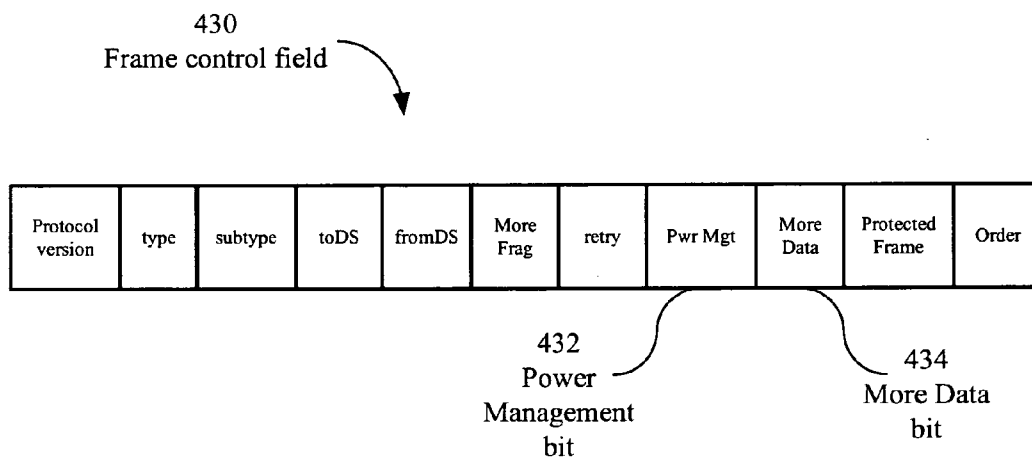 430
Frame control field
Protocol
version
type
subtype
toDS
fromDS
More
Frag
retry
Pwr Mgt
More
Data
Protected
Frame
Order
432
Power
Management
bit
434
More Data
bit